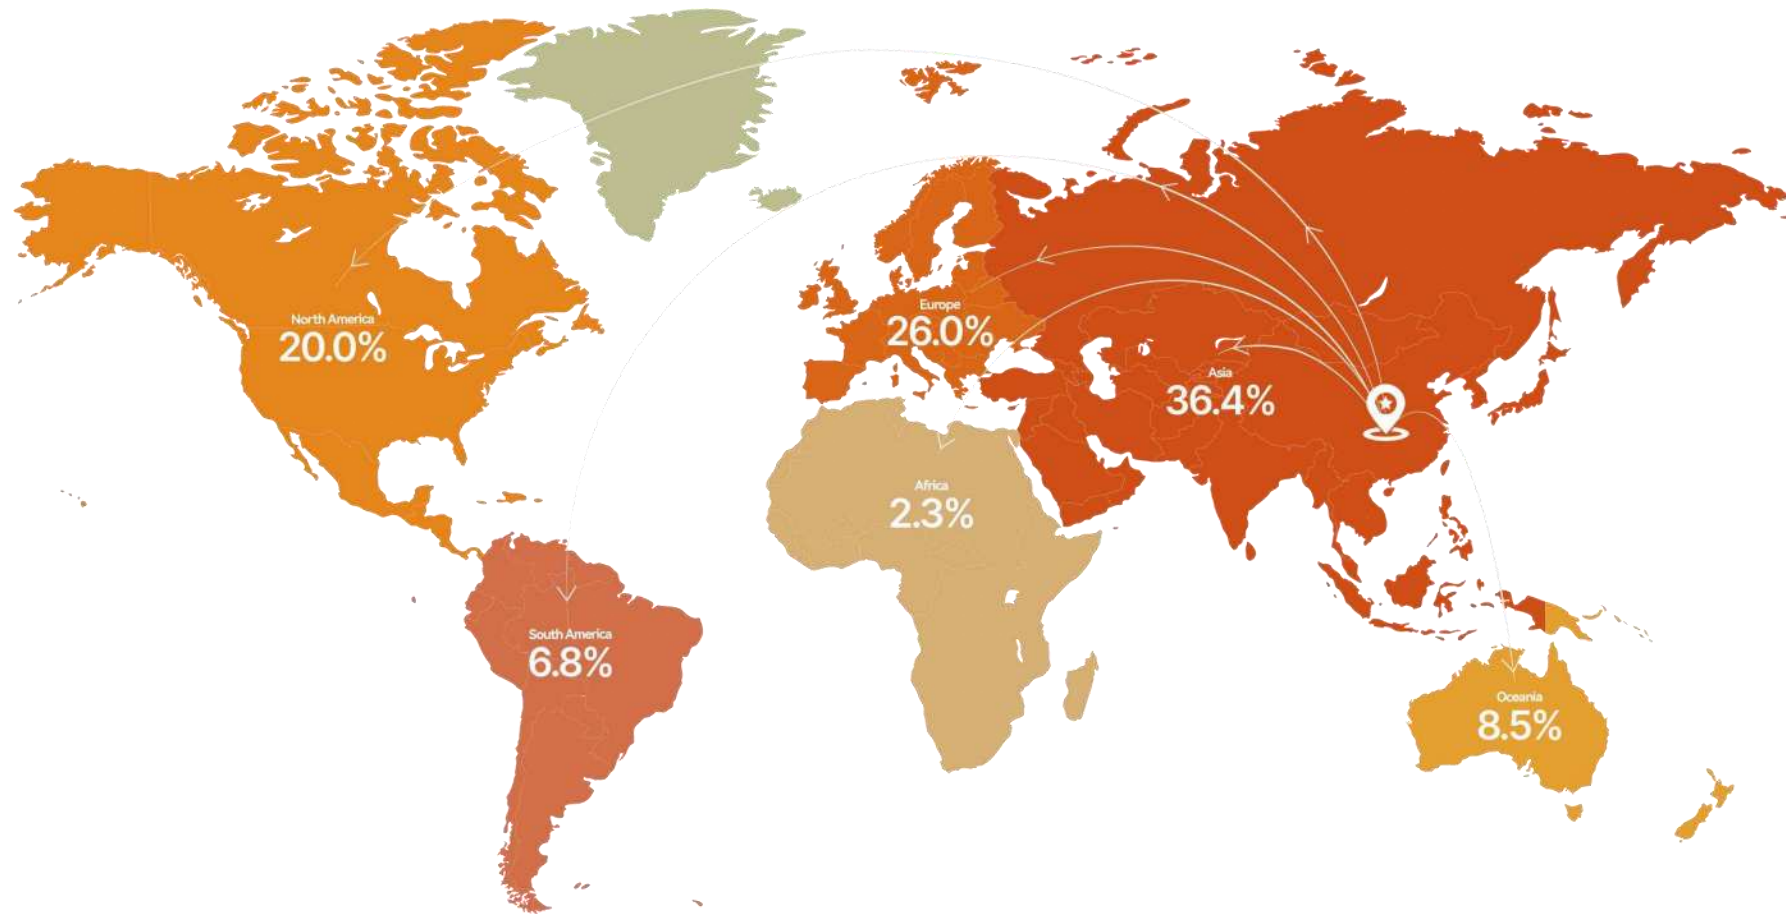 North America
20.0%
Europe
26.0%
Asia
36.4%
Africa
2.3%
South America
6.8%
Oceania
8.5%